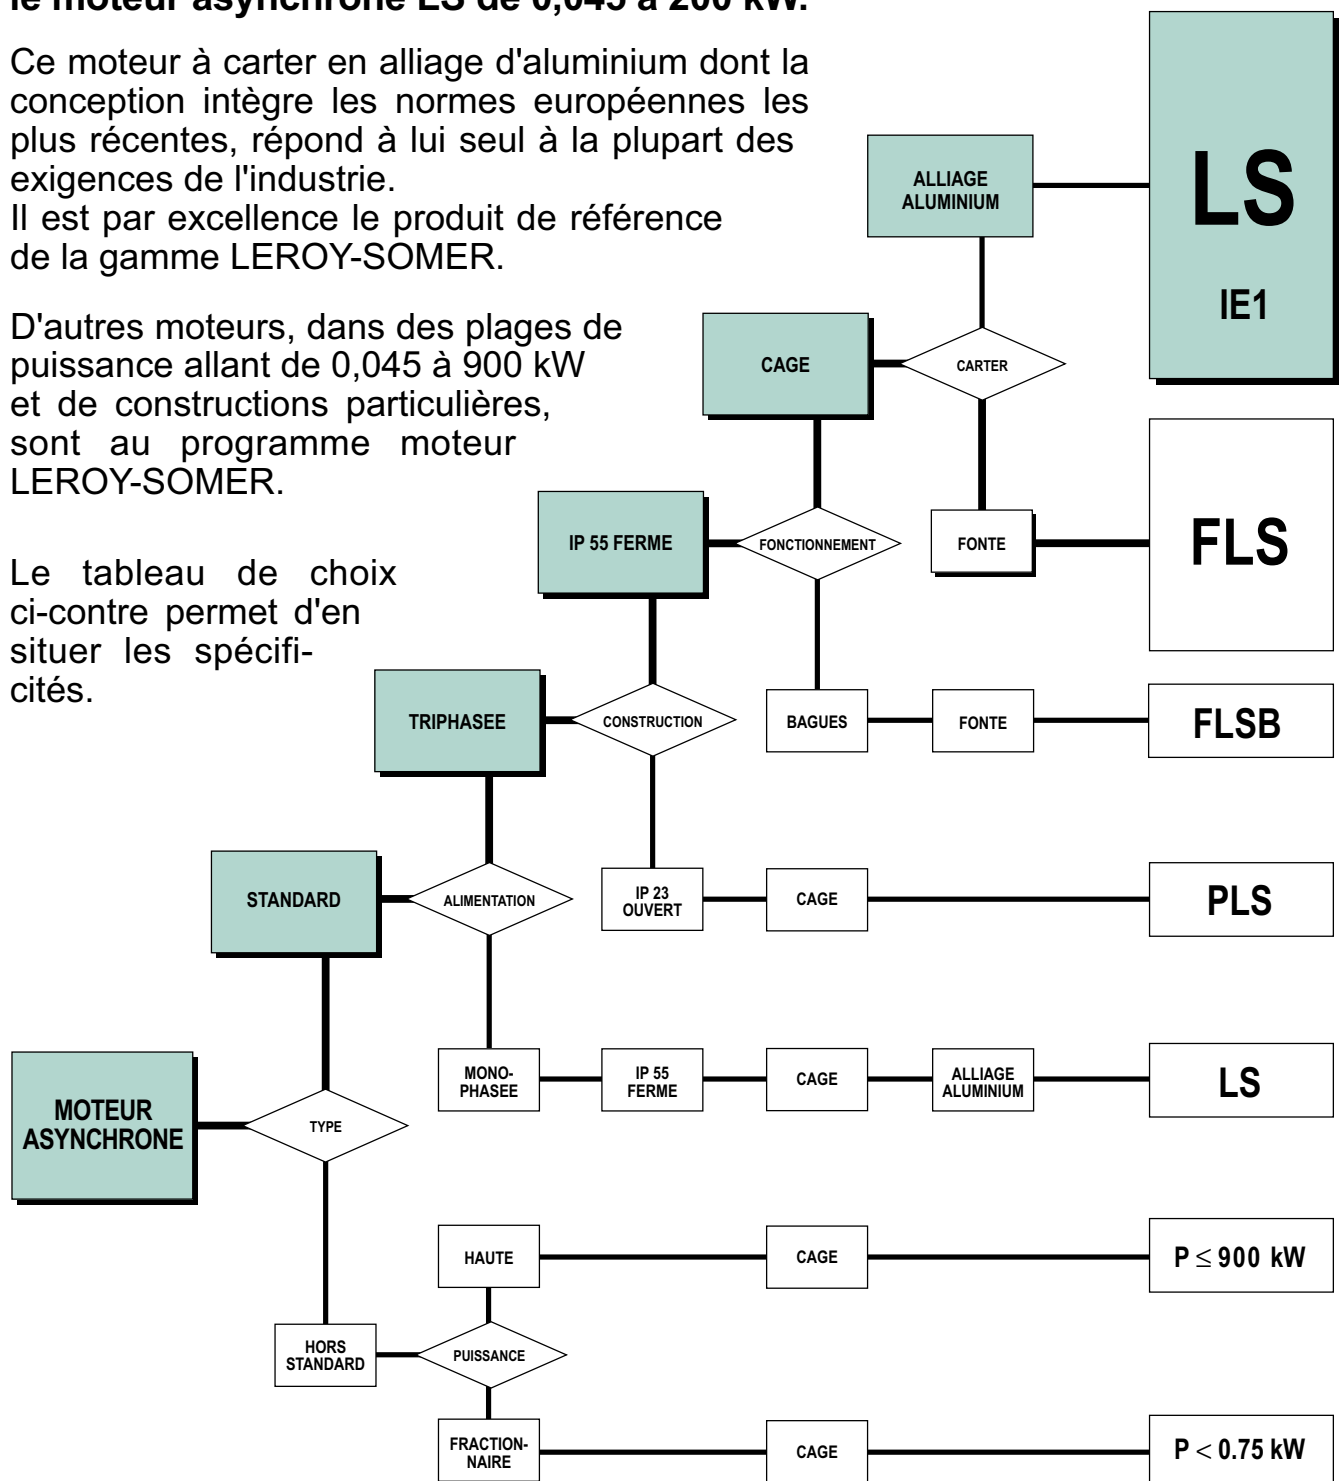 le moteur asynchrone LS de 0,045 à 200 kW.
Ce moteur à carter en alliage d'aluminium dont la
conception intègre les normes européennes les
plus récentes, répond à lui seul à la plupart des
exigences de l'industrie.
Il est par excellence le produit de référence
de la gamme LEROY-SOMER.
D'autres moteurs, dans des plages de
puissance allant de 0,045 à 900 kW
et de constructions particulières,
sont au programme moteur
LEROY-SOMER.
Le tableau de choix
ci-contre permet d'en
situer les spécifi-
cités.
ALLIAGE
ALUMINIUM
LS
IE1
CAGE
CARTER
IP 55 FERME
FONCTIONNEMENT
FONTE
FLS
TRIPHASEE
CONSTRUCTION
BAGUES
FONTE
FLSB
STANDARD
ALIMENTATION
IP 23
OUVERT
CAGE
PLS
MOTEUR
ASYNCHRONE
TYPE
MONO-
PHASEE
IP 55
FERME
CAGE
ALLIAGE
ALUMINIUM
LS
HAUTE
CAGE
P ≤ 900 kW
HORS
STANDARD
PUISSANCE
FRACTION-
NAIRE
CAGE
P < 0.75 kW